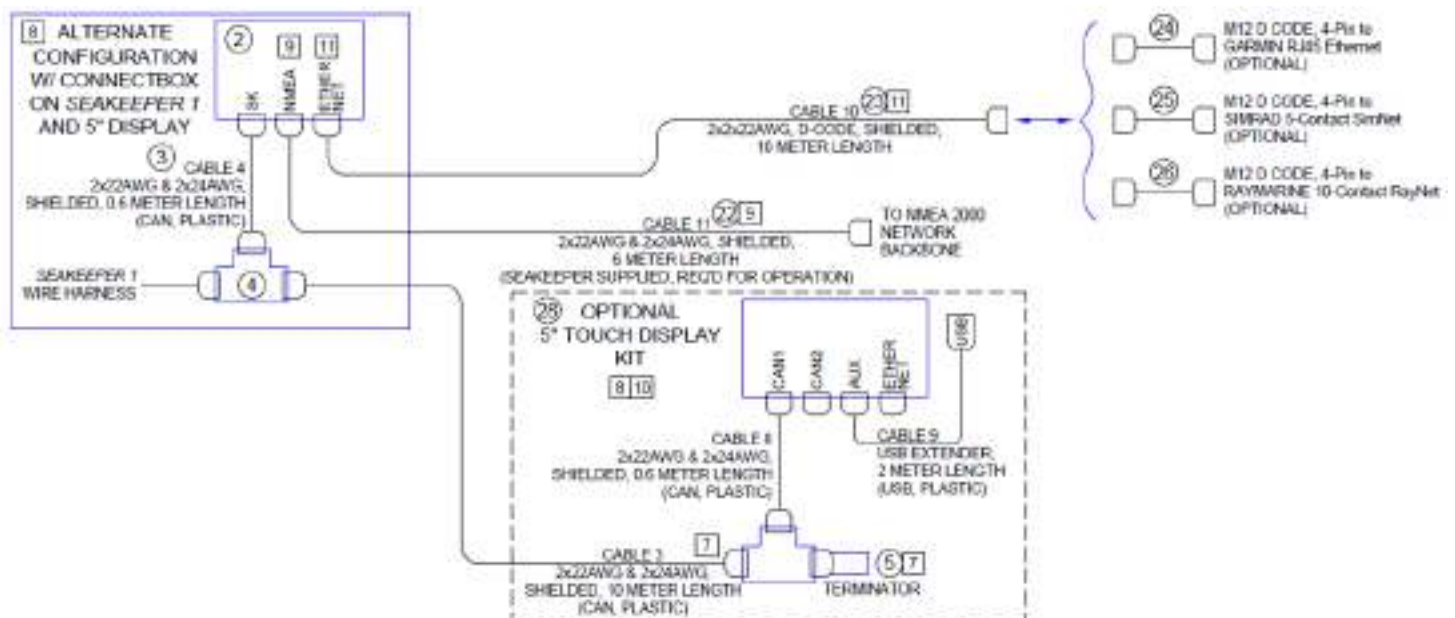 8 ALTERNATE
CONFIGURATION
W/ CONNECTBOX
ON SEAKEEPER 1
AND 5" DISPLAY
2
9
11
SK
NMEA
ETHER
NET
3
CABLE 4
2x22AWG & 2x24AWG,
SHIELDED, 0.6 METER LENGTH
(CAN, PLASTIC)
SEAKEEPER 1
WIRE HARNESS
4
CABLE 10 23 11
2x2x22AWG, D-CODE, SHIELDED,
10 METER LENGTH
24
M12 D CODE, 4-Pin to
GARMIN RJ45 Ethernet
(OPTIONAL)
25
M12 D CODE, 4-Pin to
SIMRAD 5-Contact SimNet
(OPTIONAL)
26
M12 D CODE, 4-Pin to
RAYMARINE 10-Contact RayNet
(OPTIONAL)
CABLE 11 22 9
2x22AWG & 2x24AWG, SHIELDED,
6 METER LENGTH
(SEAKEEPER SUPPLIED, REQ'D FOR OPERATION)
TO NMEA 2000
NETWORK
BACKBONE
28 OPTIONAL
5" TOUCH DISPLAY
KIT
8 10
CAN1
CAN2
AUX
ETHER
NET
USB
CABLE 8
2x22AWG & 2x24AWG,
SHIELDED, 0.6 METER LENGTH
(CAN, PLASTIC)
CABLE 9
USB EXTENDER,
2 METER LENGTH
(USB, PLASTIC)
CABLE 3
7
2x22AWG & 2x24AWG,
SHIELDED, 10 METER LENGTH
(CAN, PLASTIC)
5 7
TERMINATOR